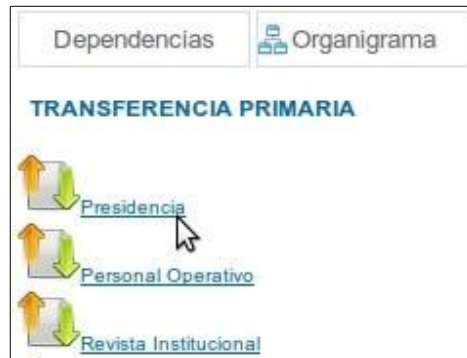 Dependencias
Organigrama
TRANSFERENCIA PRIMARIA
Presidencia
Personal Operativo
Revista Institucional